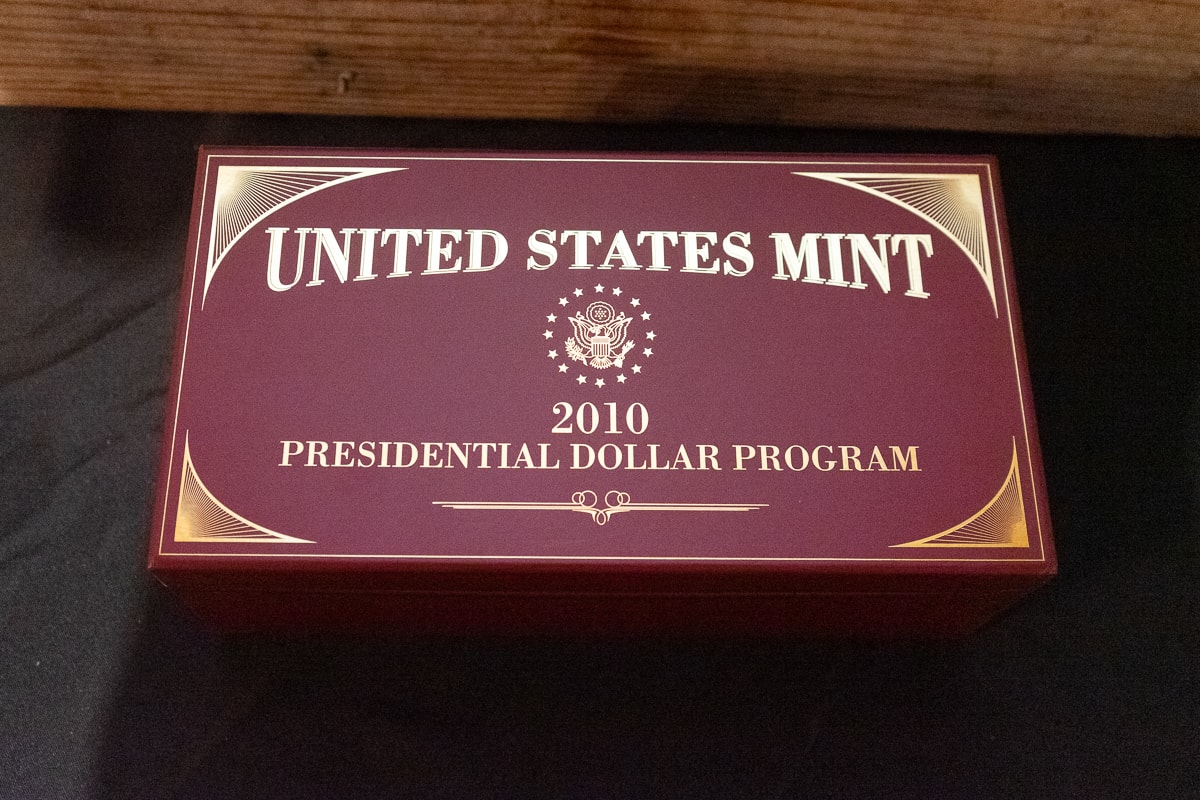 UNITED STATES MINT
2010
PRESIDENTIAL DOLLAR PROGRAM